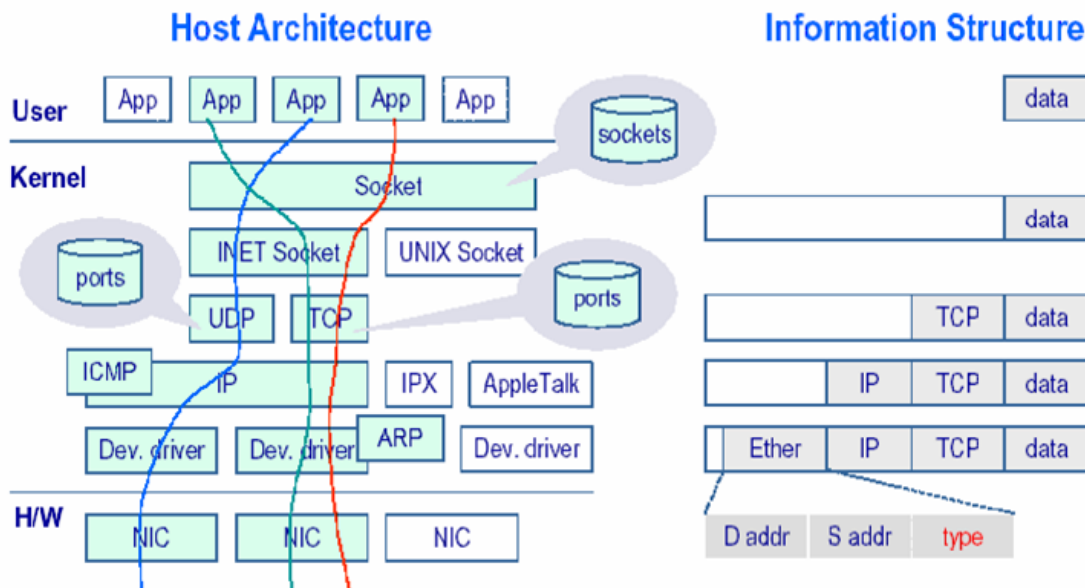 Host Architecture
Information Structure
User
App
App
App
App
App
data
sockets
Kernel
Socket
data
ports
INET Socket
UNIX Socket
ports
UDP
TCP
TCP
data
ICMP
IP
IPX
AppleTalk
IP
TCP
data
Dev. driver
Dev. driver
ARP
Dev. driver
Ether
IP
TCP
data
H/W
NIC
NIC
NIC
D addr
S addr
type